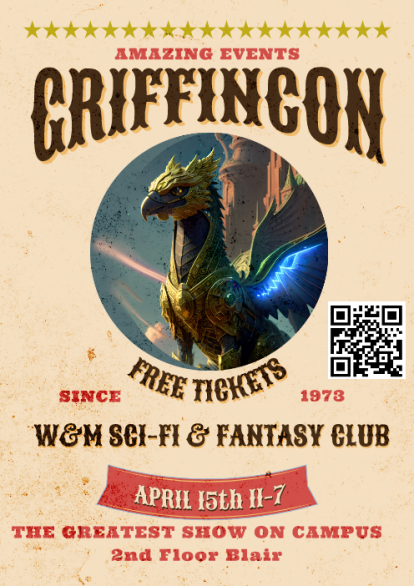 AMAZING EVENTS
GRIFFINCON
FREE TICKETS
SINCE 1973
W&M SCI-FI & FANTASY CLUB
APRIL 15th 11-7
THE GREATEST SHOW ON CAMPUS
2nd Floor Blair